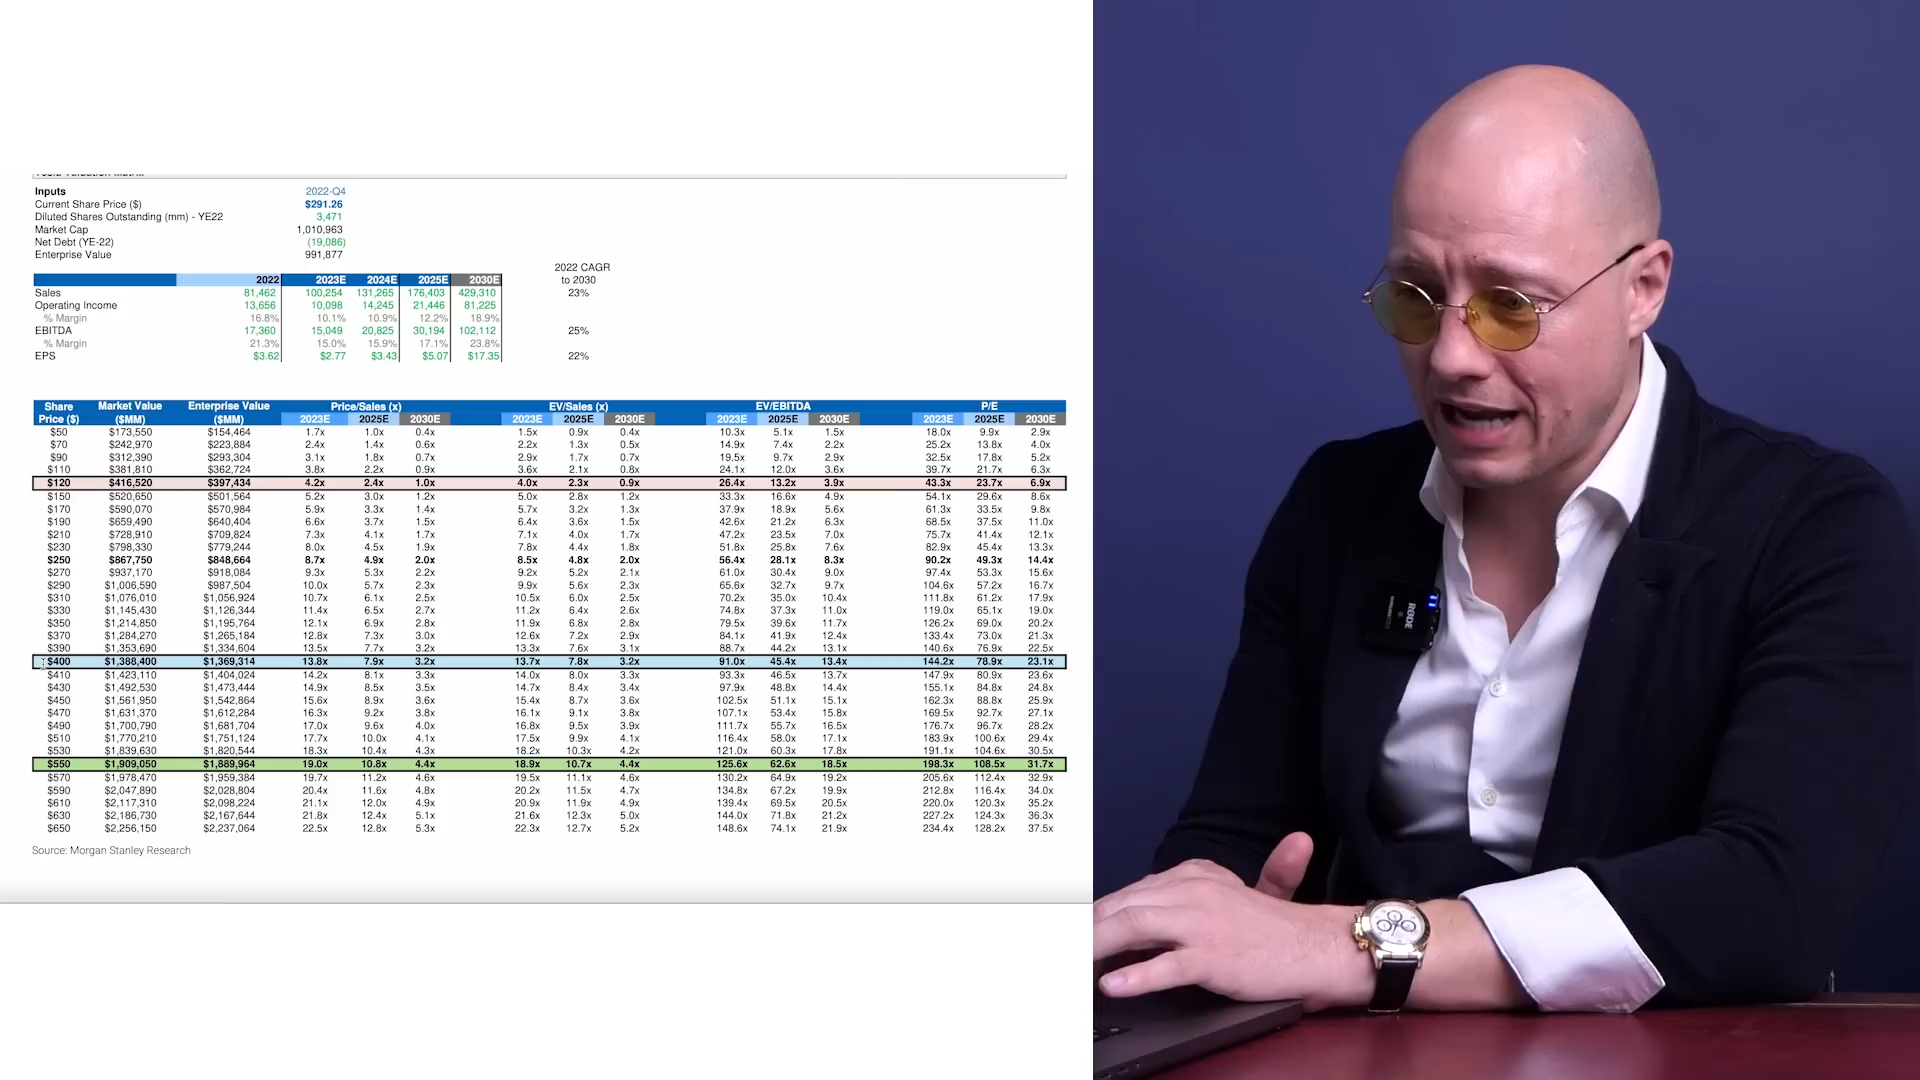 Tesla Valuation Matrix
Inputs 2022-Q4
Current Share Price ($) $291.26
Diluted Shares Outstanding (mm) - YE22 3,471
Market Cap 1,010,963
Net Debt (YE-22) (19,086)
Enterprise Value 991,877
2022 CAGR
2022 2023E 2024E 2025E 2030E to 2030
Sales 81,462 100,254 131,265 176,403 429,310 23%
Operating Income 13,656 10,098 14,245 21,446 81,225
% Margin 16.8% 10.1% 10.9% 12.2% 18.9%
EBITDA 17,360 15,049 20,825 30,194 102,112 25%
% Margin 21.3% 15.0% 15.9% 17.1% 23.8%
EPS $3.62 $2.77 $3.43 $5.07 $17.35 22%
Share Market Value Enterprise Value Price/Sales (x) EV/Sales (x) EV/EBITDA P/E
Price ($) ($MM) ($MM) 2023E 2025E 2030E 2023E 2025E 2030E 2023E 2025E 2030E 2023E 2025E 2030E
$50 $173,550 $154,464 1.7x 1.0x 0.4x 1.5x 0.9x 0.4x 10.3x 5.1x 1.5x 18.0x 9.9x 2.9x
$70 $242,970 $223,884 2.4x 1.4x 0.6x 2.2x 1.3x 0.5x 14.9x 7.4x 2.2x 25.2x 13.8x 4.0x
$90 $312,390 $293,304 3.1x 1.8x 0.7x 2.9x 1.7x 0.7x 19.5x 9.7x 2.9x 32.5x 17.8x 5.2x
$110 $381,810 $362,724 3.8x 2.2x 0.9x 3.6x 2.1x 0.8x 24.1x 12.0x 3.6x 39.7x 21.7x 6.3x
$120 $416,520 $397,434 4.2x 2.4x 1.0x 4.0x 2.3x 0.9x 26.4x 13.2x 3.9x 43.3x 23.7x 6.9x
$150 $520,650 $501,564 5.2x 3.0x 1.2x 5.0x 2.8x 1.2x 33.3x 16.6x 4.9x 54.1x 29.6x 8.6x
$170 $590,070 $570,984 5.9x 3.3x 1.4x 5.7x 3.2x 1.3x 37.9x 18.9x 5.6x 61.3x 33.5x 9.8x
$190 $659,490 $640,404 6.6x 3.7x 1.5x 6.4x 3.6x 1.5x 42.6x 21.2x 6.3x 68.5x 37.5x 11.0x
$210 $728,910 $709,824 7.3x 4.1x 1.7x 7.1x 4.0x 1.7x 47.2x 23.5x 7.0x 75.7x 41.4x 12.1x
$230 $798,330 $779,244 8.0x 4.5x 1.9x 7.8x 4.4x 1.8x 51.8x 25.8x 7.6x 82.9x 45.4x 13.3x
$250 $867,750 $848,664 8.7x 4.9x 2.0x 8.5x 4.8x 2.0x 56.4x 28.1x 8.3x 90.2x 49.3x 14.4x
$270 $937,170 $918,084 9.3x 5.3x 2.2x 9.2x 5.2x 2.1x 61.0x 30.4x 9.0x 97.4x 53.3x 15.6x
$290 $1,006,590 $987,504 10.0x 5.7x 2.3x 9.9x 5.6x 2.3x 65.6x 32.7x 9.7x 104.6x 57.2x 16.7x
$310 $1,076,010 $1,056,924 10.7x 6.1x 2.5x 10.5x 6.0x 2.5x 70.2x 35.0x 10.4x 111.8x 61.2x 17.9x
$330 $1,145,430 $1,126,344 11.4x 6.5x 2.7x 11.2x 6.4x 2.6x 74.8x 37.3x 11.0x 119.0x 65.1x 19.0x
$350 $1,214,850 $1,195,764 12.1x 6.9x 2.8x 11.9x 6.8x 2.8x 79.5x 39.6x 11.7x 126.2x 69.0x 20.2x
$370 $1,284,270 $1,265,184 12.8x 7.3x 3.0x 12.6x 7.2x 2.9x 84.1x 41.9x 12.4x 133.4x 73.0x 21.3x
$390 $1,353,690 $1,334,604 13.5x 7.7x 3.2x 13.3x 7.6x 3.1x 88.7x 44.2x 13.1x 140.6x 76.9x 22.5x
$400 $1,388,400 $1,369,314 13.8x 7.9x 3.2x 13.7x 7.8x 3.2x 91.0x 45.4x 13.4x 144.2x 78.9x 23.1x
$410 $1,423,110 $1,404,024 14.2x 8.1x 3.3x 14.0x 8.0x 3.3x 93.3x 46.5x 13.7x 147.9x 80.9x 23.6x
$430 $1,492,530 $1,473,444 14.9x 8.5x 3.5x 14.7x 8.4x 3.4x 97.9x 48.8x 14.4x 155.1x 84.8x 24.8x
$450 $1,561,950 $1,542,864 15.6x 8.9x 3.6x 15.4x 8.7x 3.6x 102.5x 51.1x 15.1x 162.3x 88.8x 25.9x
$470 $1,631,370 $1,612,284 16.3x 9.2x 3.8x 16.1x 9.1x 3.8x 107.1x 53.4x 15.8x 169.5x 92.7x 27.1x
$490 $1,700,790 $1,681,704 17.0x 9.6x 4.0x 16.8x 9.5x 3.9x 111.7x 55.7x 16.5x 176.7x 96.7x 28.2x
$510 $1,770,210 $1,751,124 17.7x 10.0x 4.1x 17.5x 9.9x 4.1x 116.4x 58.0x 17.1x 183.9x 100.6x 29.4x
$530 $1,839,630 $1,820,544 18.3x 10.4x 4.3x 18.2x 10.3x 4.2x 121.0x 60.3x 17.8x 191.1x 104.6x 30.5x
$550 $1,909,050 $1,889,964 19.0x 10.8x 4.4x 18.9x 10.7x 4.4x 125.6x 62.6x 18.5x 198.3x 108.5x 31.7x
$570 $1,978,470 $1,959,384 19.7x 11.2x 4.6x 19.5x 11.1x 4.6x 130.2x 64.9x 19.2x 205.6x 112.4x 32.9x
$590 $2,047,890 $2,028,804 20.4x 11.6x 4.8x 20.2x 11.5x 4.7x 134.8x 67.2x 19.9x 212.8x 116.4x 34.0x
$610 $2,117,310 $2,098,224 21.1x 12.0x 4.9x 20.9x 11.9x 4.9x 139.4x 69.5x 20.5x 220.0x 120.3x 35.2x
$630 $2,186,730 $2,167,644 21.8x 12.4x 5.1x 21.6x 12.3x 5.0x 144.0x 71.8x 21.2x 227.2x 124.3x 36.3x
$650 $2,256,150 $2,237,064 22.5x 12.8x 5.3x 22.3x 12.7x 5.2x 148.6x 74.1x 21.9x 234.4x 128.2x 37.5x
Source: Morgan Stanley Research
RODE